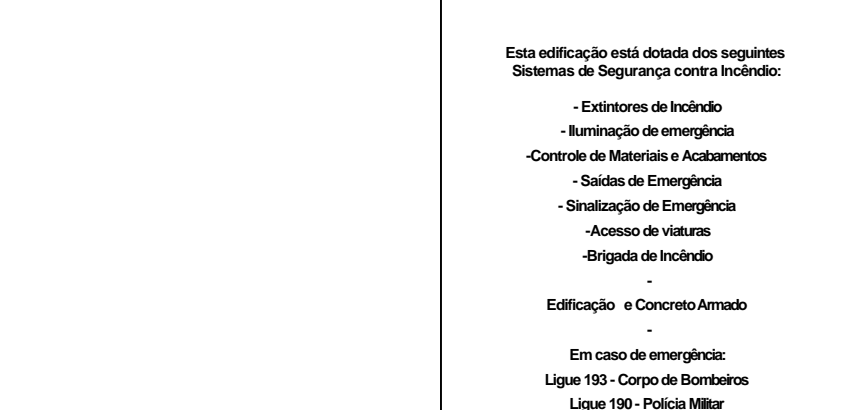 Esta edificação está dotada dos seguintes
Sistemas de Segurança contra Incêndio:
- Extintores de Incêndio
- Iluminação de emergência
-Controle de Materiais e Acabamentos
- Saídas de Emergência
- Sinalização de Emergência
-Acesso de viaturas
-Brigada de Incêndio
-
Edificação e Concreto Armado
-
Em caso de emergência:
Ligue 193 - Corpo de Bombeiros
Ligue 190 - Polícia Militar